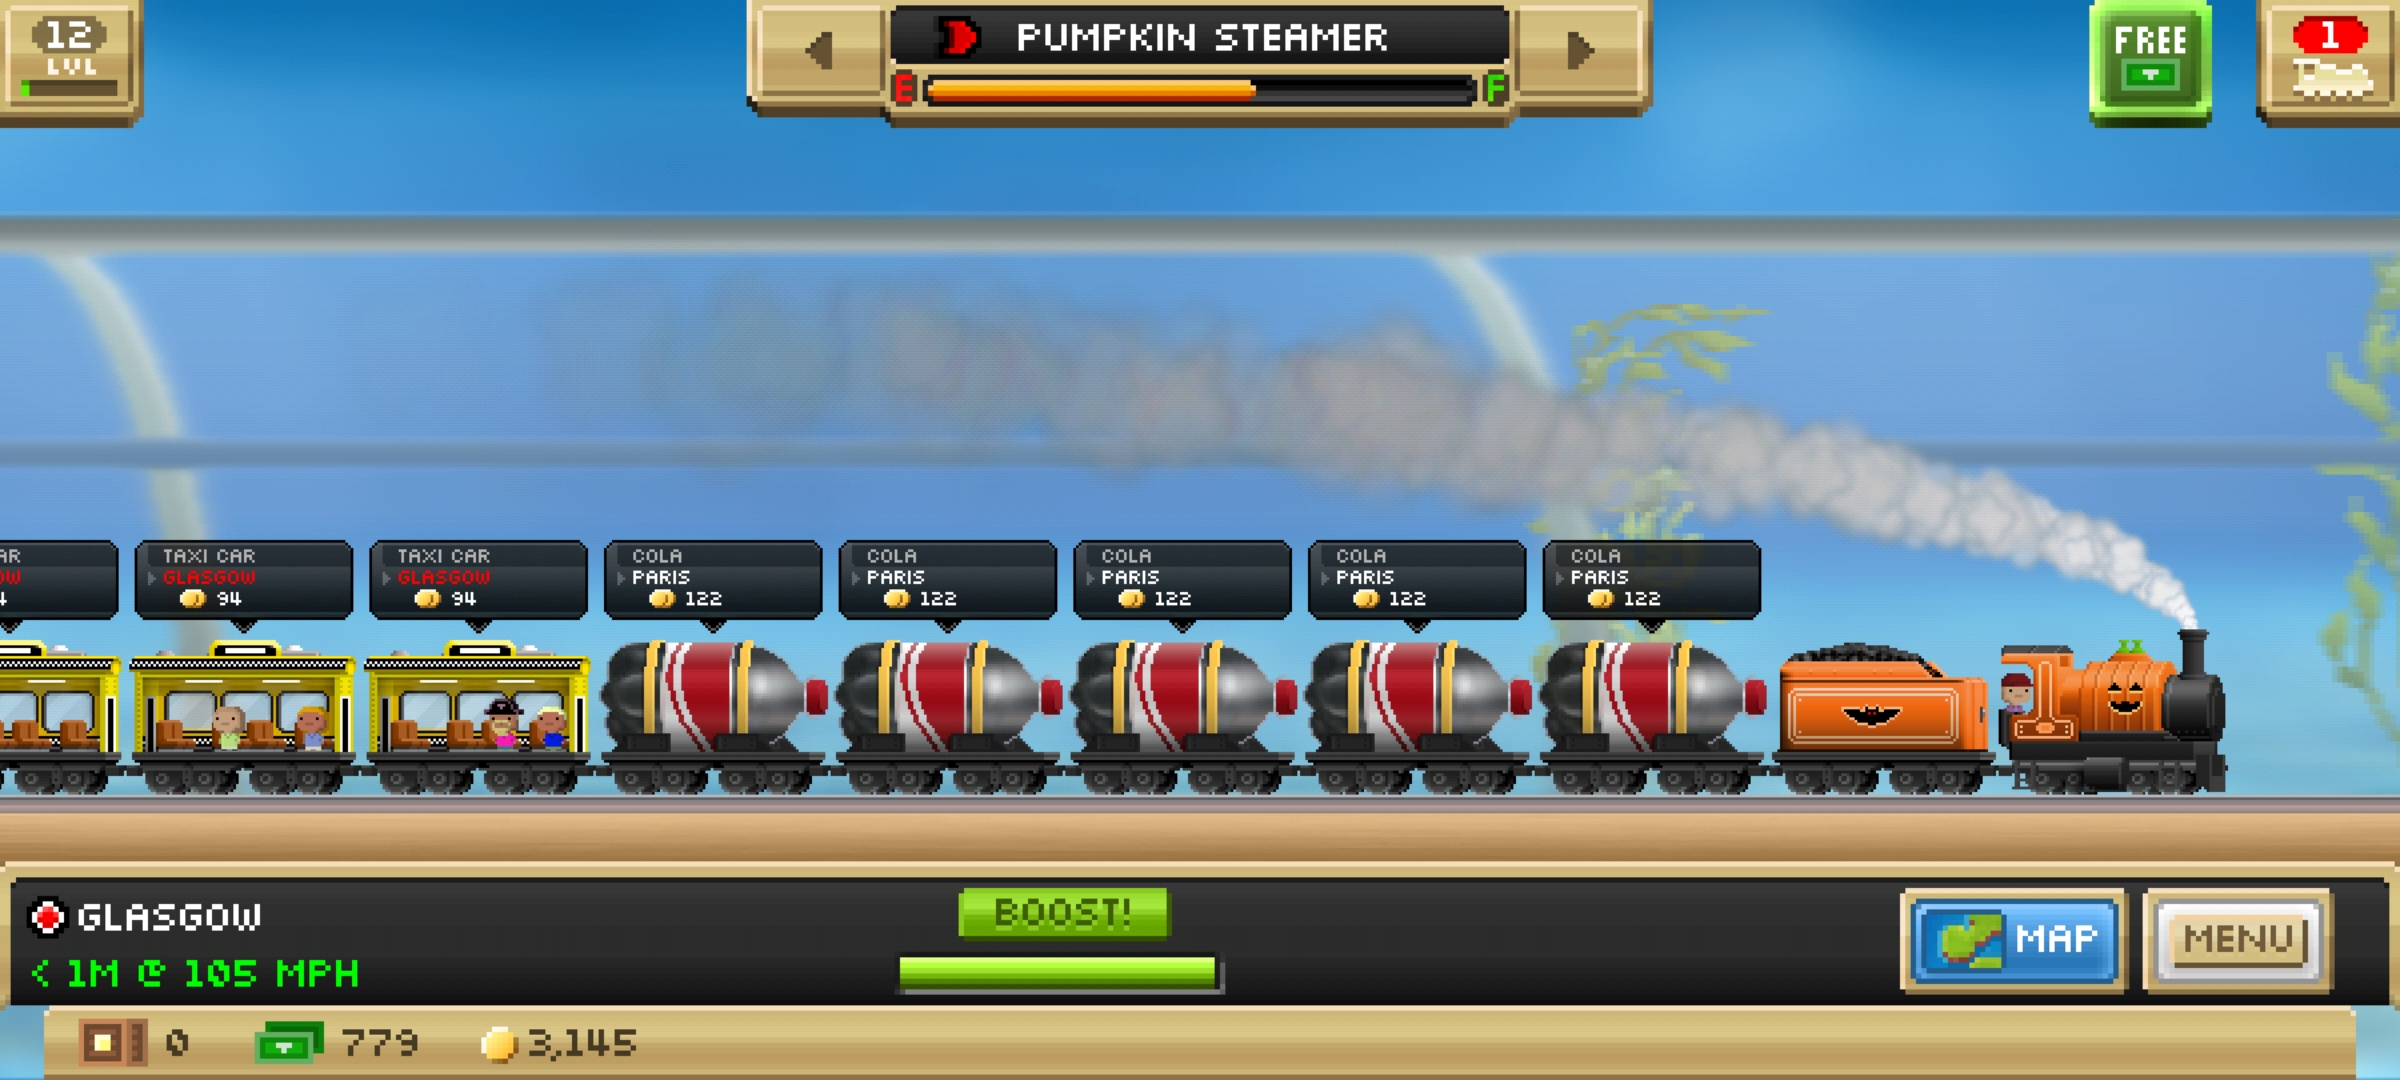 12
LVL
PUMPKIN STEAMER
E
F
FREE
1
AR
TAXI CAR
GLASGOW
94
TAXI CAR
GLASGOW
94
COLA
PARIS
122
COLA
PARIS
122
COLA
PARIS
122
COLA
PARIS
122
COLA
PARIS
122
GLASGOW
< 1M @ 105 MPH
BOOST!
MAP
MENU
0
779
3,145